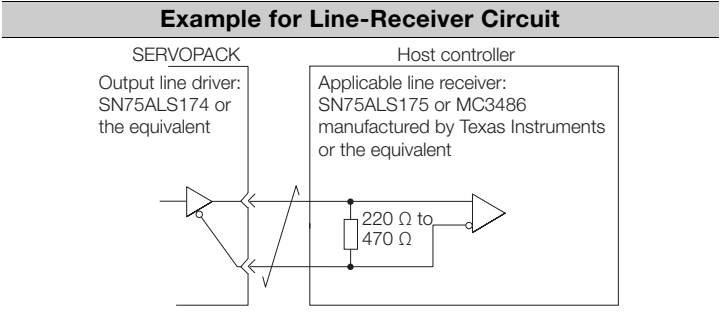 Example for Line-Receiver Circuit
SERVOPACK
Host controller
Output line driver:
SN75ALS174 or
the equivalent
Applicable line receiver:
SN75ALS175 or MC3486
manufactured by Texas Instruments
or the equivalent
220 Ω to
470 Ω